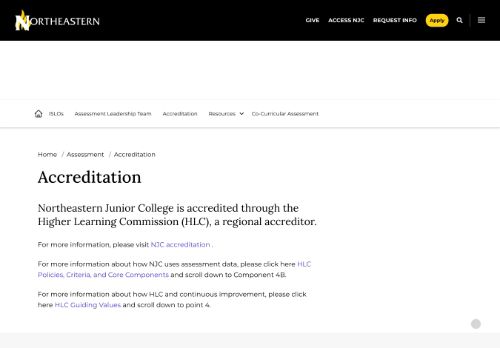 NORTHEASTERN
GIVE ACCESS NJC REQUEST INFO Apply
ISLOs Assessment Leadership Team Accreditation Resources Co-Curricular Assessment
Home / Assessment / Accreditation
Accreditation
Northeastern Junior College is accredited through the
Higher Learning Commission (HLC), a regional accreditor.
For more information, please visit NJC accreditation .
For more information about how NJC uses assessment data, please click here HLC
Policies, Criteria, and Core Components and scroll down to Component 4B.
For more information about how HLC and continuous improvement, please click
here HLC Guiding Values and scroll down to point 4.